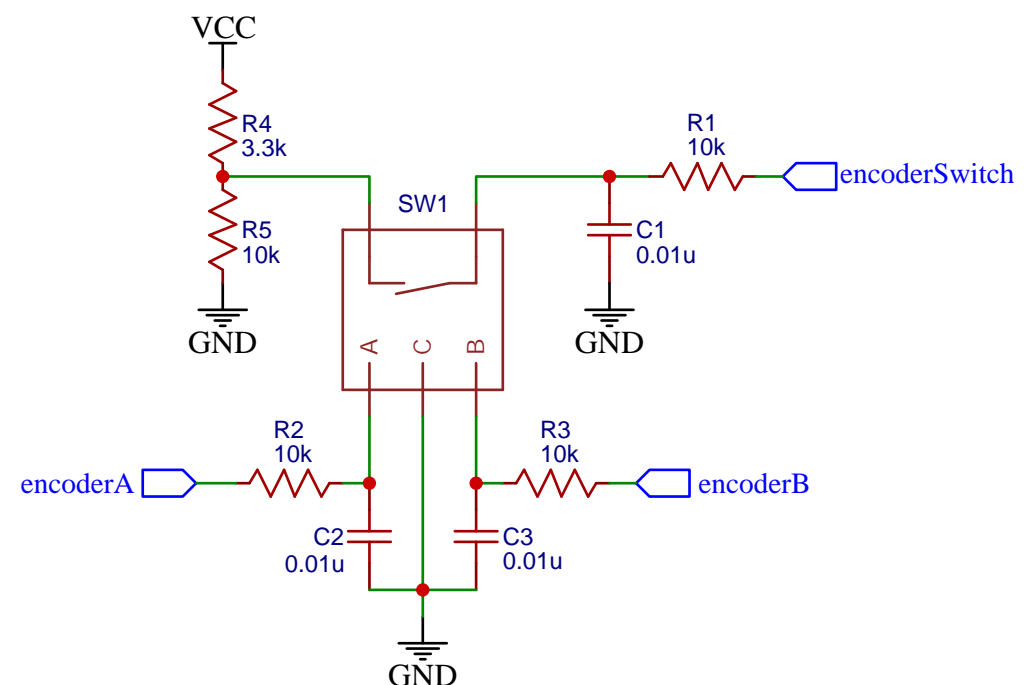 VCC
R4
3.3k
R1
10k
encoderSwitch
SW1
R5
10k
C1
0.01u
GND
GND
A
C
B
R2
10k
R3
10k
encoderA
encoderB
C2
0.01u
C3
0.01u
GND